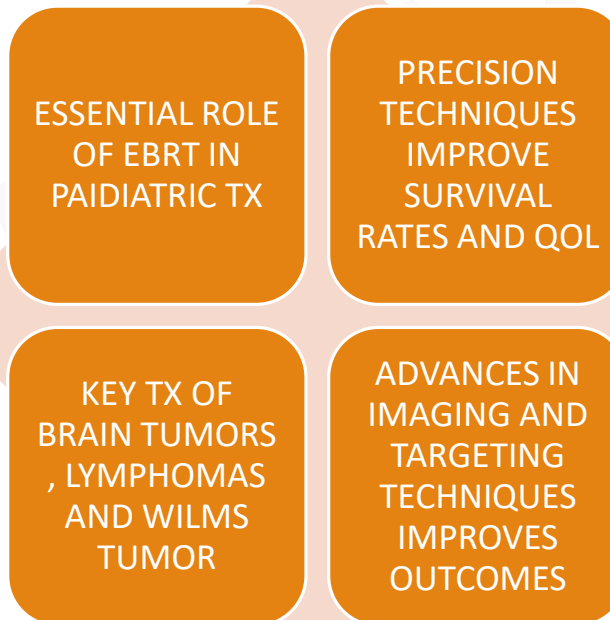 ESSENTIAL ROLE
OF EBRT IN
PAIDIATRIC TX
PRECISION
TECHNIQUES
IMPROVE
SURVIVAL
RATES AND QOL
KEY TX OF
BRAIN TUMORS
, LYMPHOMAS
AND WILMS
TUMOR
ADVANCES IN
IMAGING AND
TARGETING
TECHNIQUES
IMPROVES
OUTCOMES